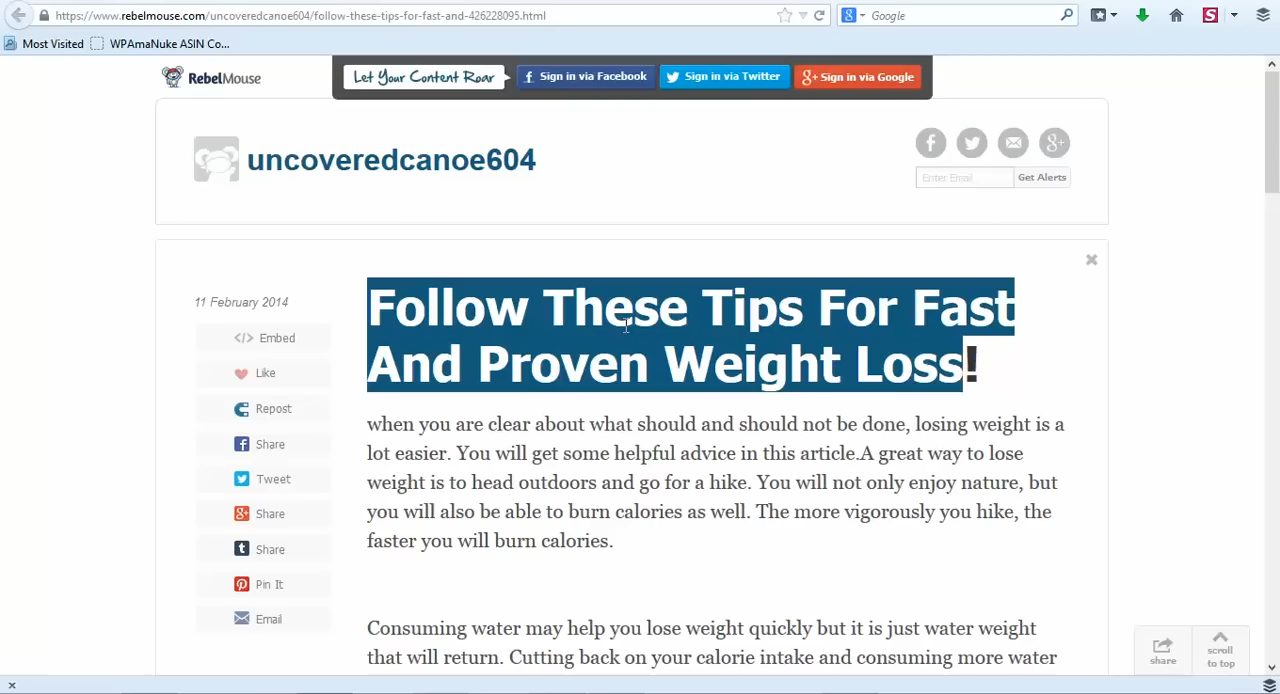 https://www.rebelmouse.com/uncoveredcanoe604/follow-these-tips-for-fast-and-426228095.html
Google
Most Visited WPAmaNuke ASIN Co...
RebelMouse
Let Your Content Roar
Sign in via Facebook
Sign in via Twitter
Sign in via Google
uncoveredcanoe604
Enter Email
Get Alerts
11 February 2014
Embed
Like
Repost
Share
Tweet
Share
Share
Pin It
Email
Follow These Tips For Fast
And Proven Weight Loss!
when you are clear about what should and should not be done, losing weight is a
lot easier. You will get some helpful advice in this article.A great way to lose
weight is to head outdoors and go for a hike. You will not only enjoy nature, but
you will also be able to burn calories as well. The more vigorously you hike, the
faster you will burn calories.
Consuming water may help you lose weight quickly but it is just water weight
that will return. Cutting back on your calorie intake and consuming more water
share
scroll
to top